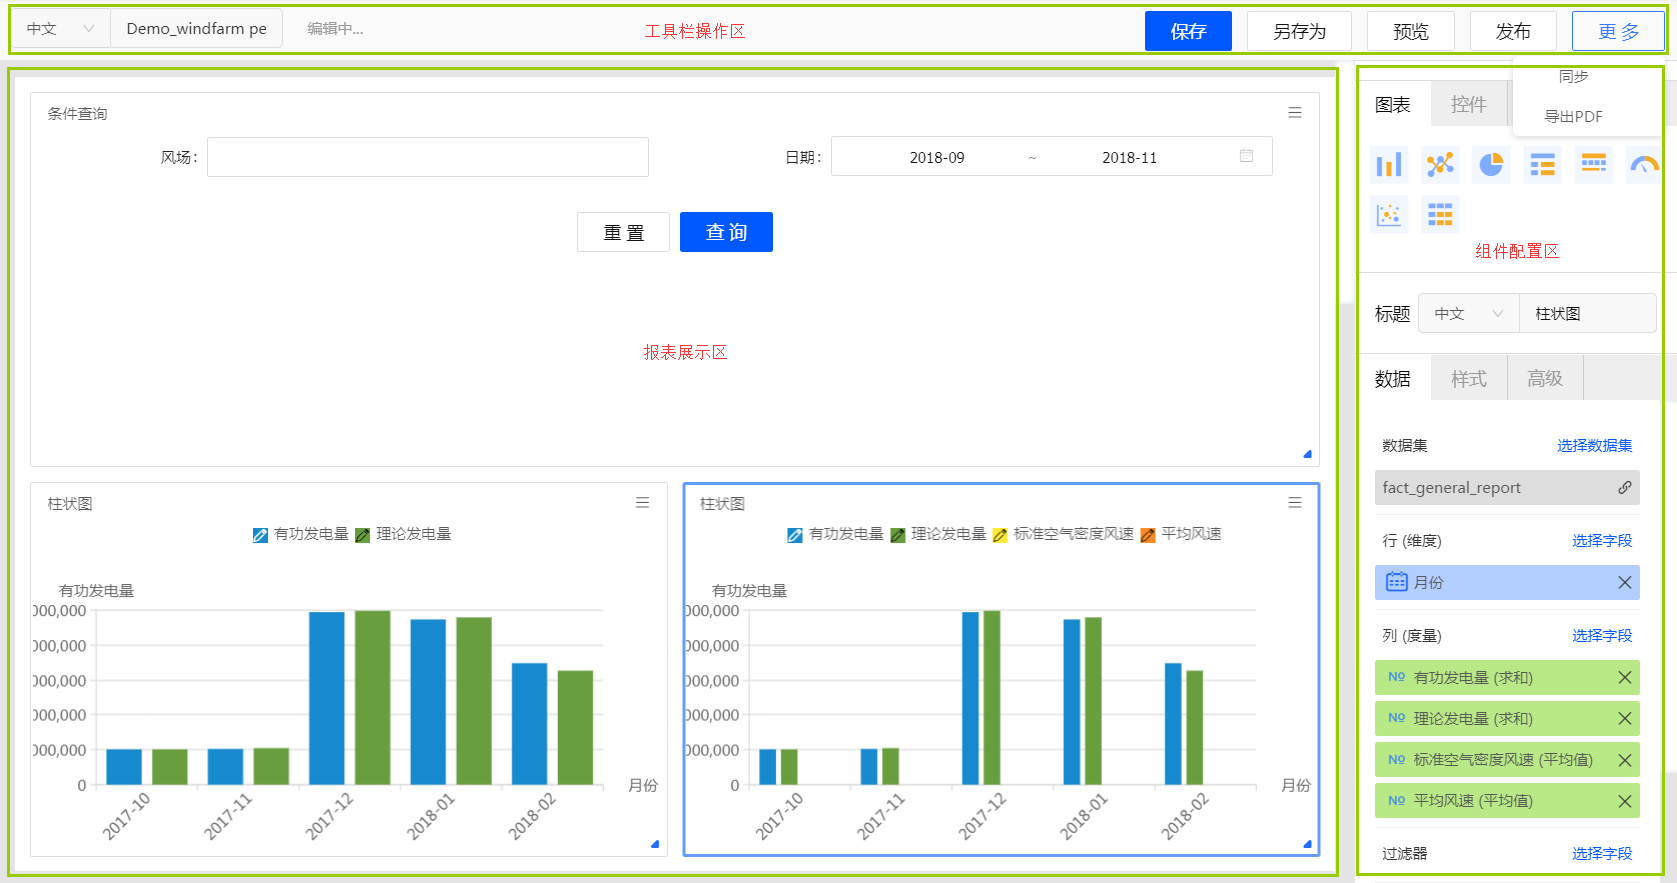 中文
Demo_windfarm pe
编辑中...
工具栏操作区
保存
另存为
预览
发布
更多
同步
导出PDF
条件查询
风场:
日期:
2018-09
~
2018-11
重置
查询
报表展示区
柱状图
有功发电量
理论发电量
有功发电量
000,000
000,000
000,000
000,000
000,000
0
月份
2017-10
2017-11
2017-12
2018-01
2018-02
柱状图
有功发电量
理论发电量
标准空气密度风速
平均风速
有功发电量
000,000
000,000
000,000
000,000
000,000
0
月份
2017-10
2017-11
2017-12
2018-01
2018-02
图表
控件
组件配置区
标题
中文
柱状图
数据
样式
高级
数据集
选择数据集
fact_general_report
行 (维度)
选择字段
月份
列 (度量)
选择字段
Nº 有功发电量 (求和)
Nº 理论发电量 (求和)
Nº 标准空气密度风速 (平均值)
Nº 平均风速 (平均值)
过滤器
选择字段